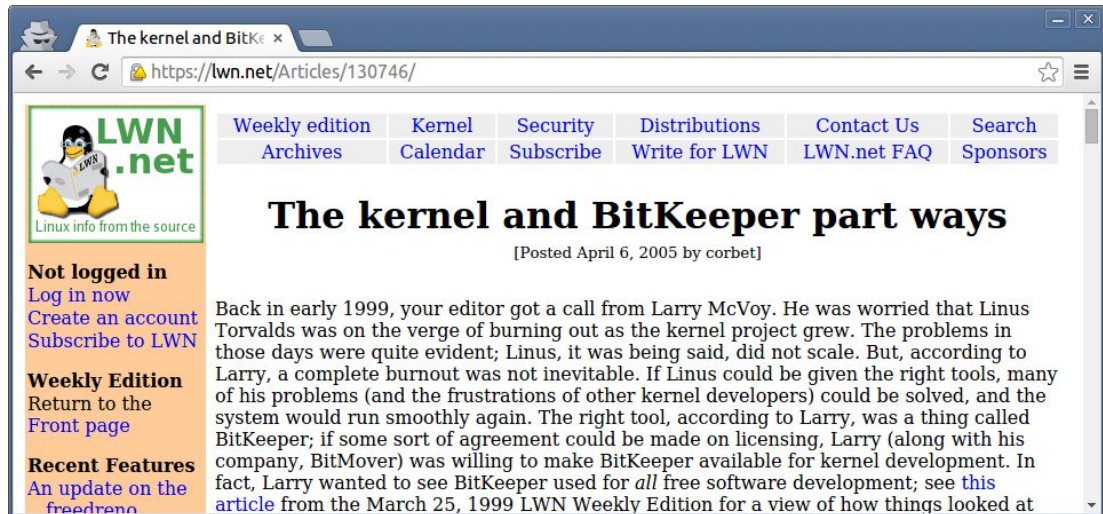 The kernel and BitKe
https://lwn.net/Articles/130746/
LWN
.net
LWN
Linux info from the source
Weekly edition Kernel Security Distributions Contact Us Search
Archives Calendar Subscribe Write for LWN LWN.net FAQ Sponsors
Not logged in
Log in now
Create an account
Subscribe to LWN
Weekly Edition
Return to the
Front page
Recent Features
An update on the
freedreno
The kernel and BitKeeper part ways
[Posted April 6, 2005 by corbet]
Back in early 1999, your editor got a call from Larry McVoy. He was worried that Linus
Torvalds was on the verge of burning out as the kernel project grew. The problems in
those days were quite evident; Linus, it was being said, did not scale. But, according to
Larry, a complete burnout was not inevitable. If Linus could be given the right tools, many
of his problems (and the frustrations of other kernel developers) could be solved, and the
system would run smoothly again. The right tool, according to Larry, was a thing called
BitKeeper; if some sort of agreement could be made on licensing, Larry (along with his
company, BitMover) was willing to make BitKeeper available for kernel development. In
fact, Larry wanted to see BitKeeper used for all free software development; see this
article from the March 25, 1999 LWN Weekly Edition for a view of how things looked at